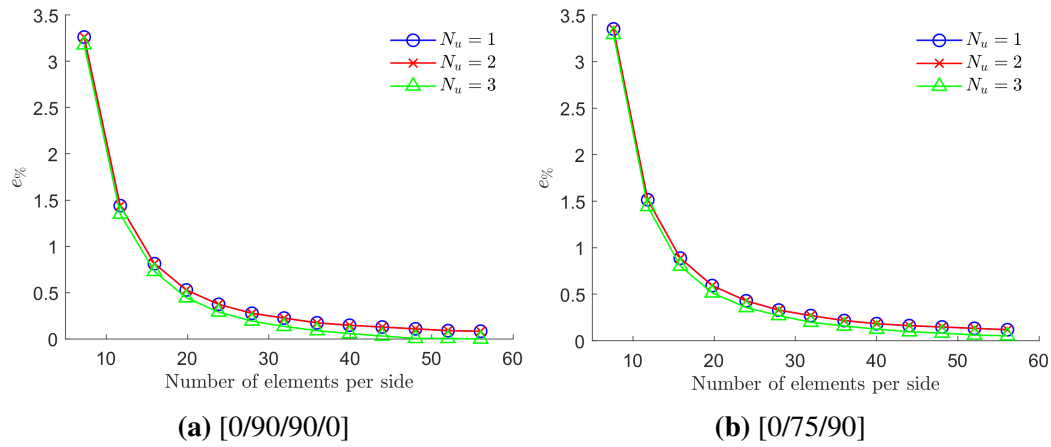 3.5
3
2.5
2
1.5
1
0.5
0
e%
10
20
30
40
50
60
Number of elements per side
N_u = 1
N_u = 2
N_u = 3
(a) [0/90/90/0]
3.5
3
2.5
2
1.5
1
0.5
0
e%
10
20
30
40
50
60
Number of elements per side
N_u = 1
N_u = 2
N_u = 3
(b) [0/75/90]